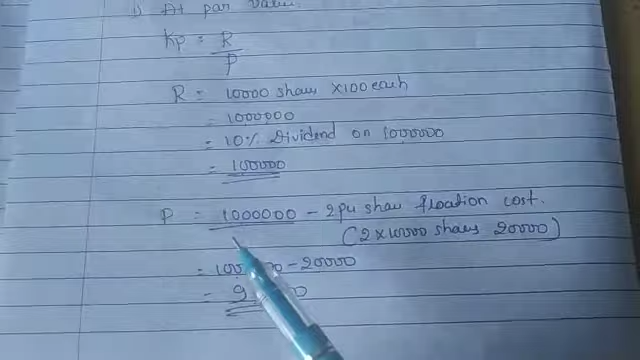 1) At par value.
Kp = R
P
R = 10000 shares ×100 each
= 1000000
= 10% Dividend on 1000000
= 100000
P = 1000000 - 2 per share floation cost.
(2 × 10000 shares 20000)
- 20000